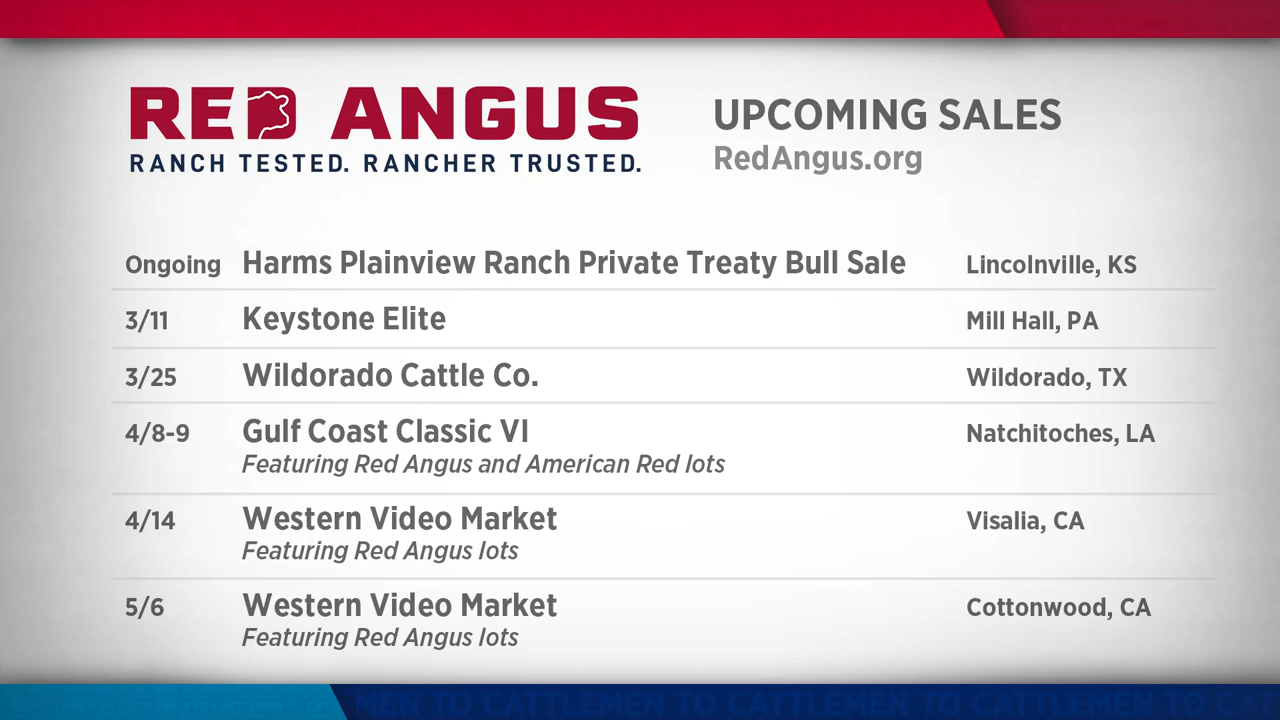 RED ANGUS
RANCH TESTED. RANCHER TRUSTED.
UPCOMING SALES
RedAngus.org
Ongoing Harms Plainview Ranch Private Treaty Bull Sale Lincolnville, KS
3/11 Keystone Elite Mill Hall, PA
3/25 Wildorado Cattle Co. Wildorado, TX
4/8-9 Gulf Coast Classic VI Natchitoches, LA
Featuring Red Angus and American Red lots
4/14 Western Video Market Visalia, CA
Featuring Red Angus lots
5/6 Western Video Market Cottonwood, CA
Featuring Red Angus lots
MEN TO CATTLEMEN TO CATTLEMEN TO CATTLEMEN TO CAT